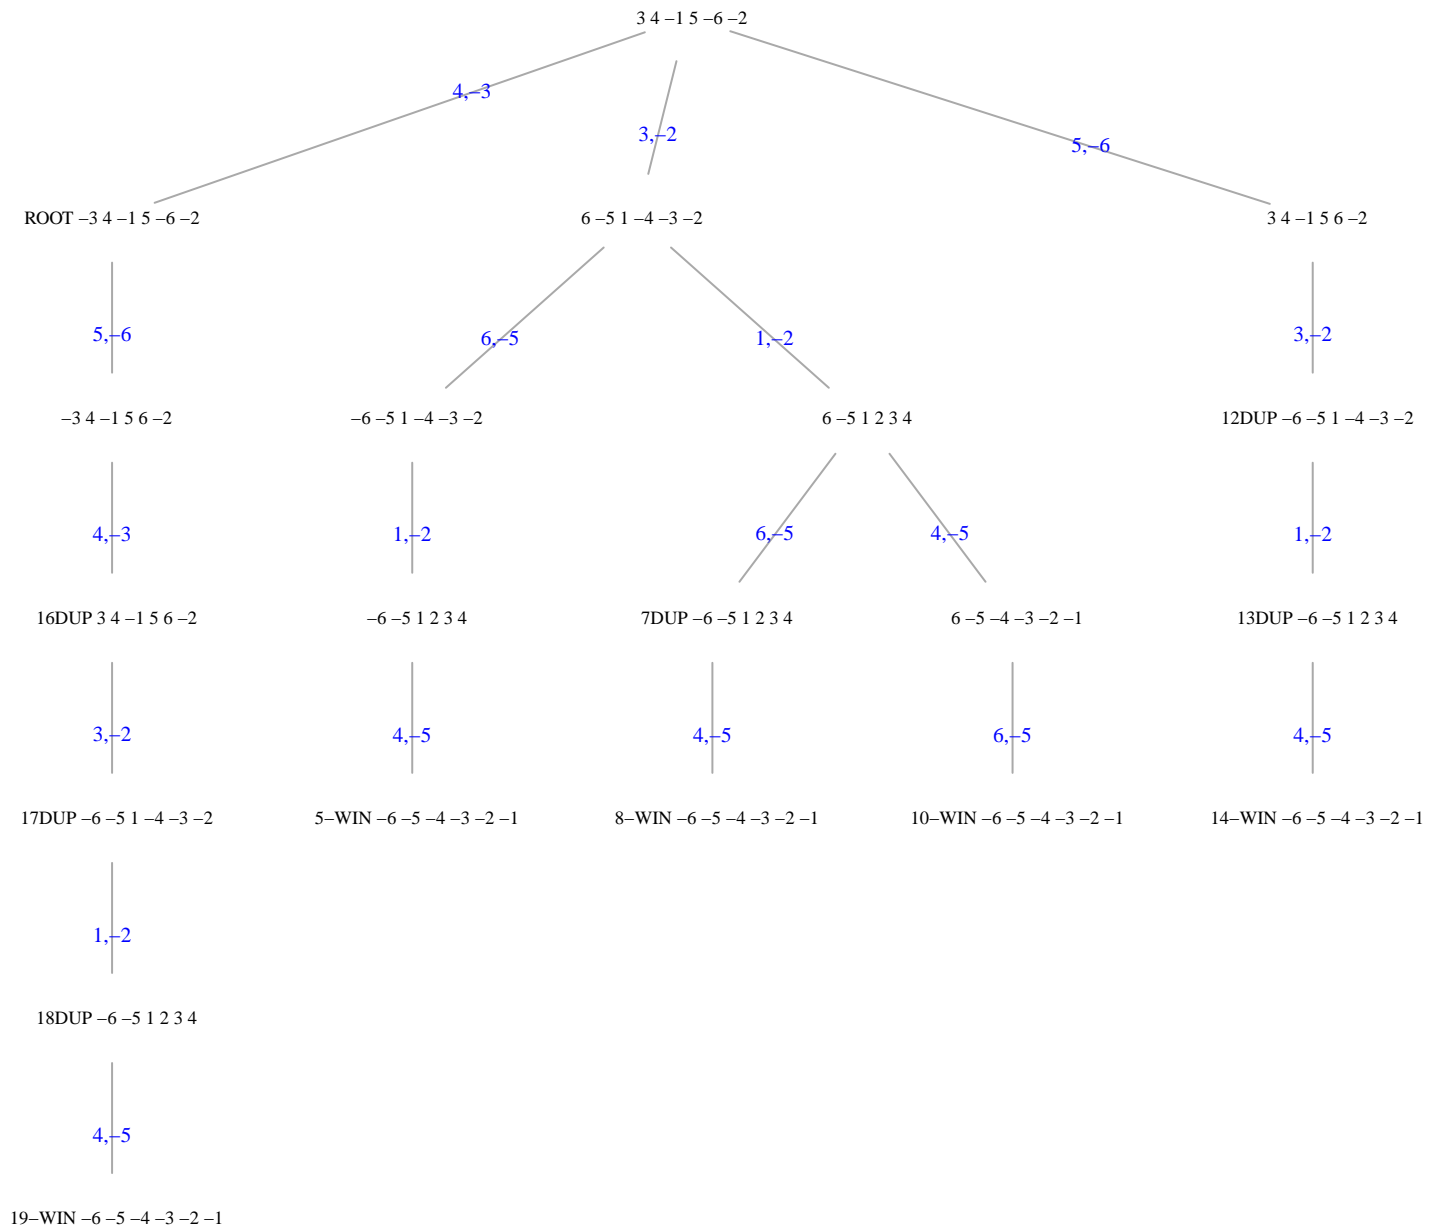 3 4 –1 5 –6 –2
4,–3
3,–2
5,–6
ROOT –3 4 –1 5 –6 –2
6 –5 1 –4 –3 –2
3 4 –1 5 6 –2
5,–6
6,–5
1,–2
3,–2
–3 4 –1 5 6 –2
–6 –5 1 –4 –3 –2
6 –5 1 2 3 4
12DUP –6 –5 1 –4 –3 –2
4,–3
1,–2
6,–5
4,–5
1,–2
16DUP 3 4 –1 5 6 –2
–6 –5 1 2 3 4
7DUP –6 –5 1 2 3 4
6 –5 –4 –3 –2 –1
13DUP –6 –5 1 2 3 4
3,–2
4,–5
4,–5
6,–5
4,–5
17DUP –6 –5 1 –4 –3 –2
5–WIN –6 –5 –4 –3 –2 –1
8–WIN –6 –5 –4 –3 –2 –1
10–WIN –6 –5 –4 –3 –2 –1
14–WIN –6 –5 –4 –3 –2 –1
1,–2
18DUP –6 –5 1 2 3 4
4,–5
19–WIN –6 –5 –4 –3 –2 –1